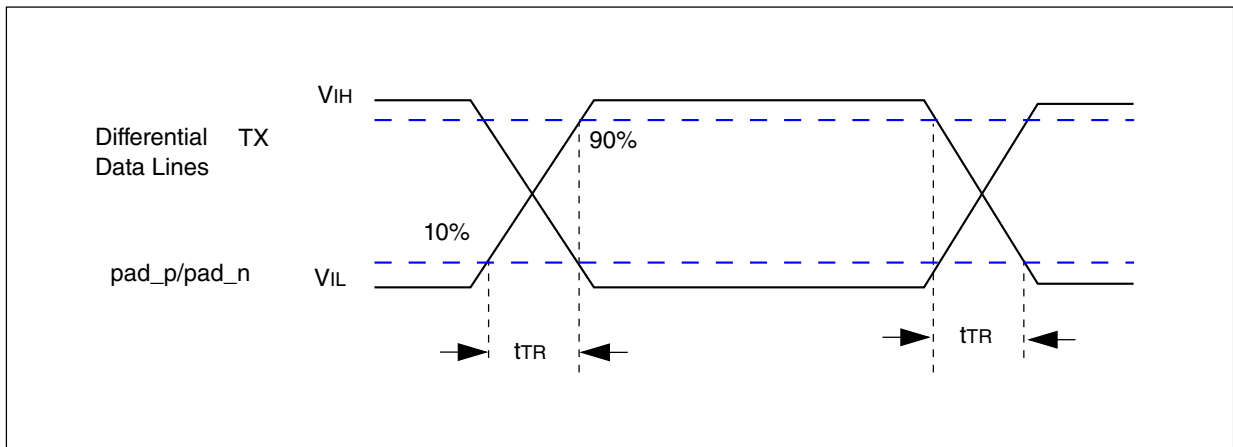 VIH
Differential TX
Data Lines
90%
10%
pad_p/pad_n
VIL
tTR
tTR